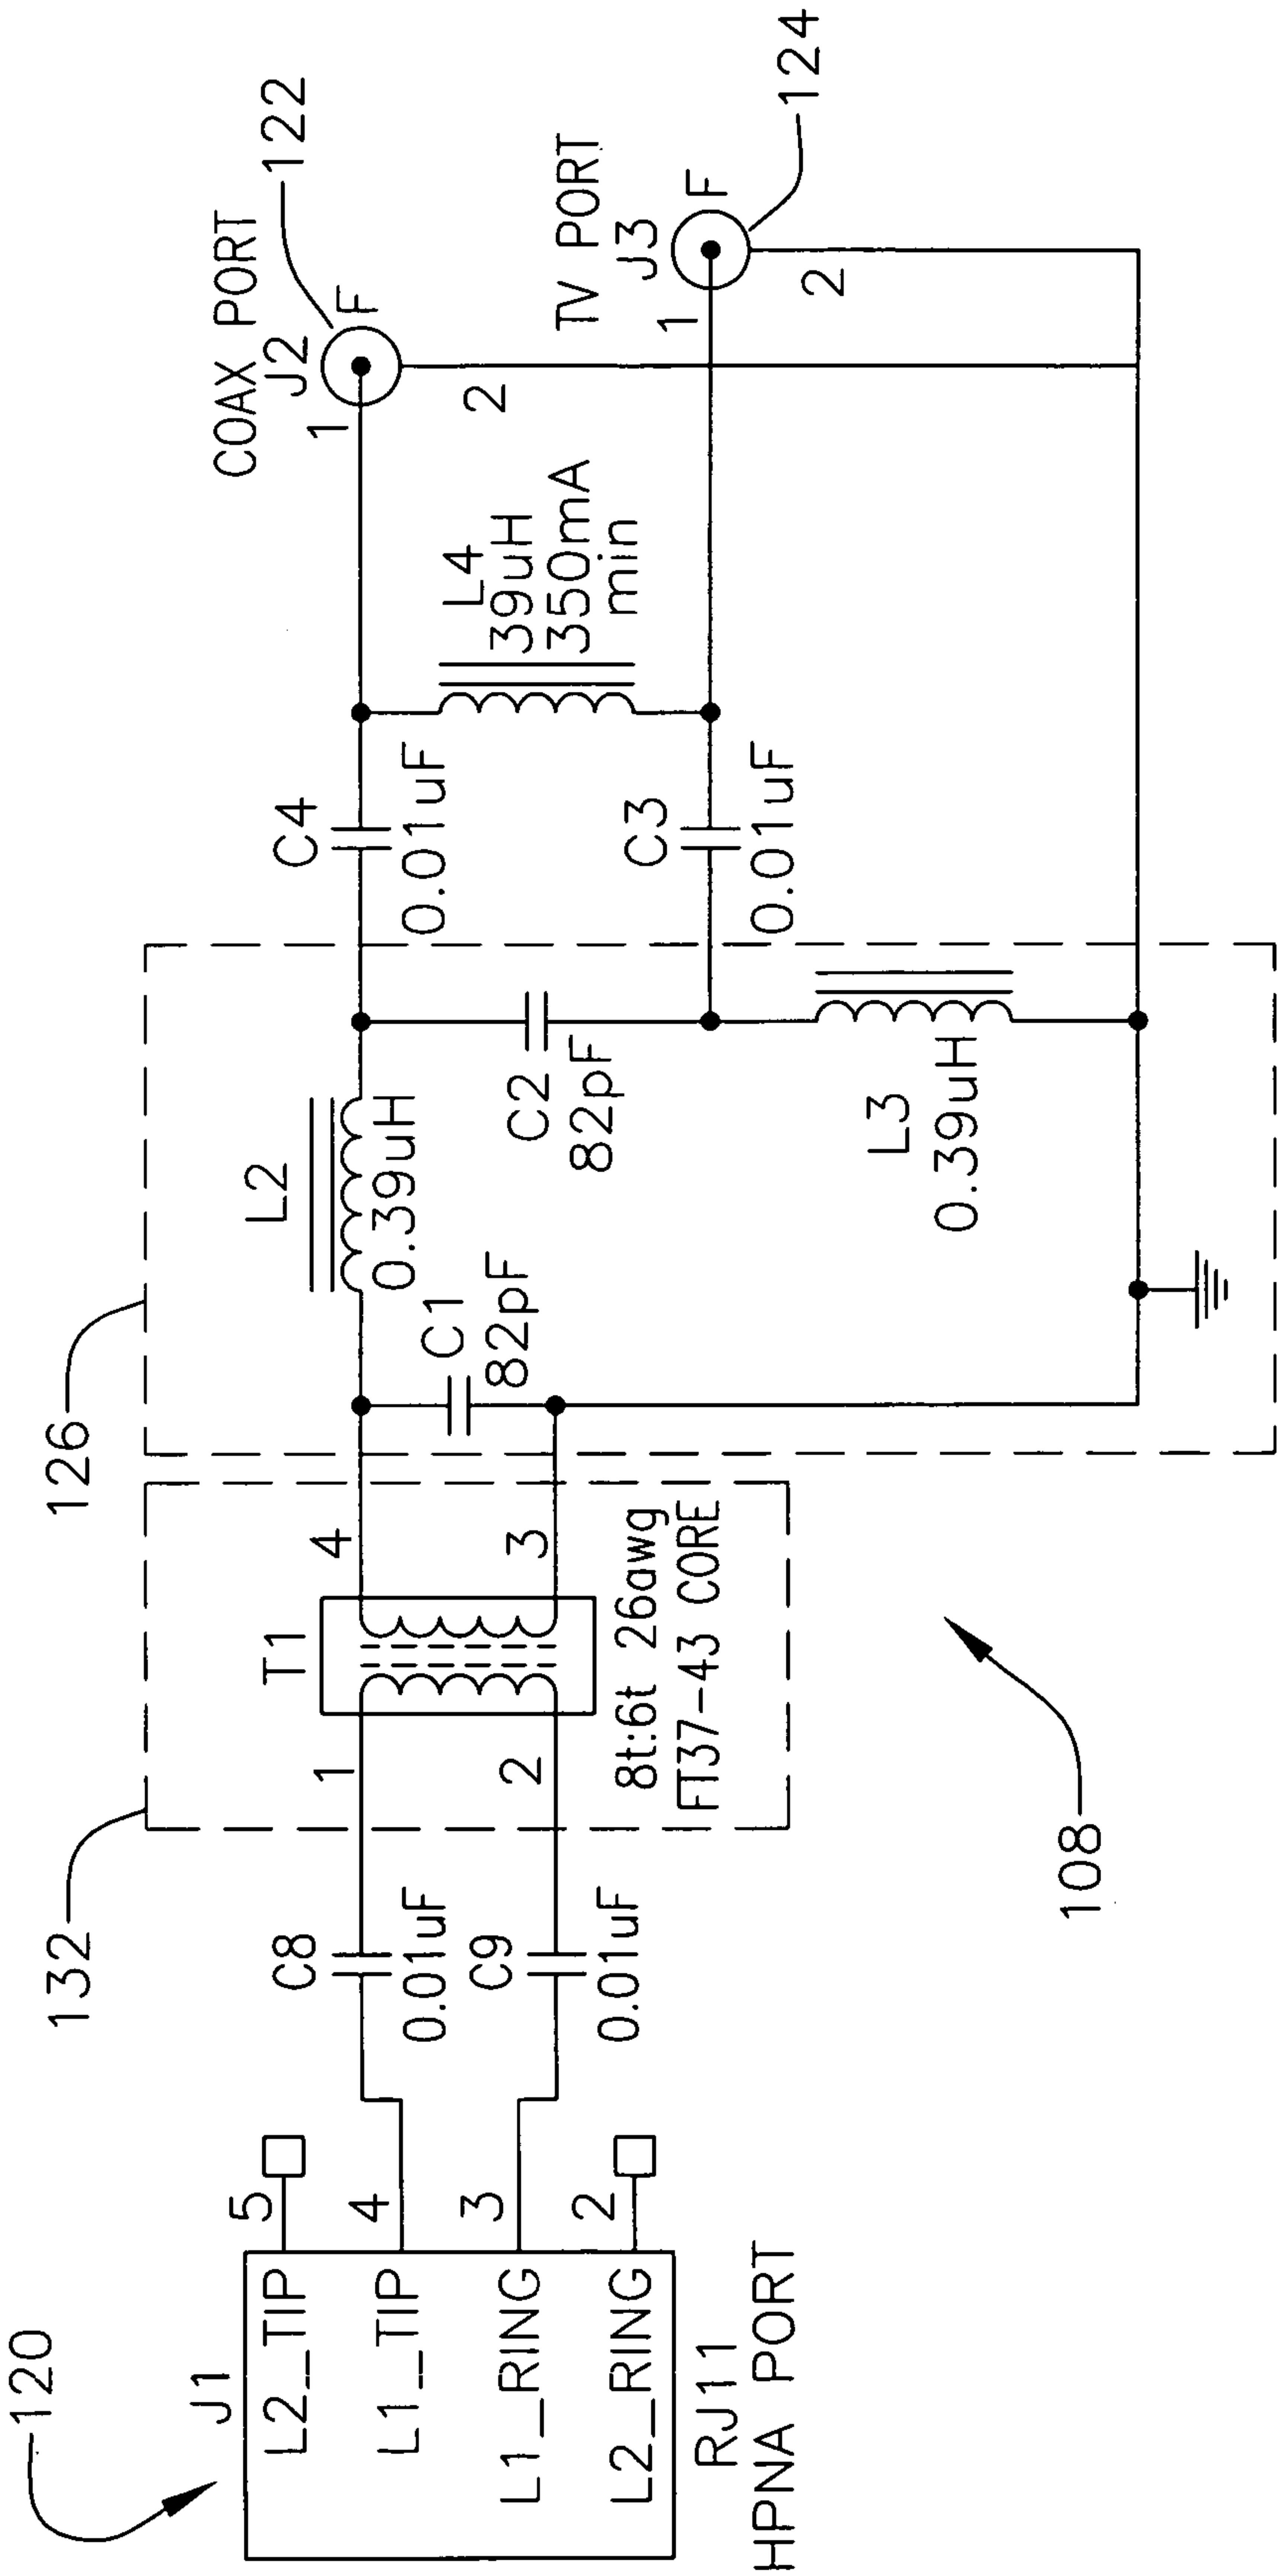 120
J1
L2_TIP
L1_TIP
L1_RING
L2_RING
5
4
3
2
RJ11
HPNA PORT
C8
0.01uF
C9
0.01uF
132
T1
1
2
4
3
8t:6t 26awg
FT37-43 CORE
108
126
C1
82pF
L2
0.39uH
C2
82pF
L3
0.39uH
C4
0.01uF
C3
0.01uF
L4
39uH
350mA
min
COAX PORT
J2
1
F
2
122
TV PORT
J3
1
F
2
124